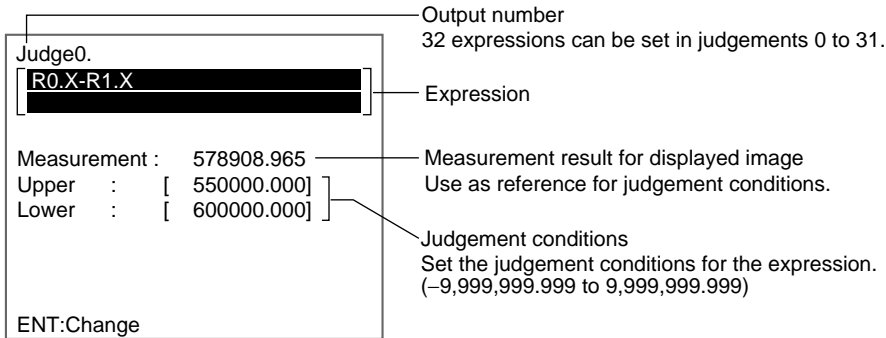 Output number
32 expressions can be set in judgements 0 to 31.
Judge0.
R0.X-R1.X
Expression
Measurement : 578908.965
Measurement result for displayed image
Use as reference for judgement conditions.
Upper : [ 550000.000]
Lower : [ 600000.000]
Judgement conditions
Set the judgement conditions for the expression.
(−9,999,999.999 to 9,999,999.999)
ENT:Change